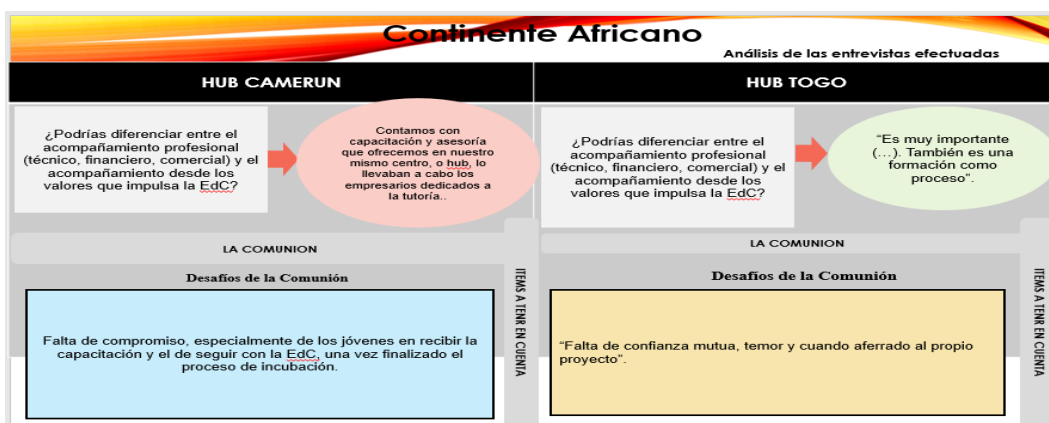 Continente Africano
Análisis de las entrevistas efectuadas
HUB CAMERUN
¿Podrías diferenciar entre el
acompañamiento profesional
(técnico, financiero, comercial) y el
acompañamiento desde los
valores que impulsa la EdC?
Contamos con
capacitación y asesoría
que ofrecemos en nuestro
mismo centro, o hub, lo
llevaban a cabo los
empresarios dedicados a
la tutoría..
LA COMUNION
Desafíos de la Comunión
Falta de compromiso, especialmente de los jóvenes en recibir la
capacitación y el de seguir con la EdC, una vez finalizado el
proceso de incubación.
ITEMS A TENR EN CUENTA
HUB TOGO
¿Podrías diferenciar entre el
acompañamiento profesional
(técnico, financiero, comercial) y el
acompañamiento desde los
valores que impulsa la EdC?
“Es muy importante
(...). También es una
formación como
proceso”.
LA COMUNION
Desafíos de la Comunión
“Falta de confianza mutua, temor y cuando aferrado al propio
proyecto”.
ITEMS A TENR EN CUENTA